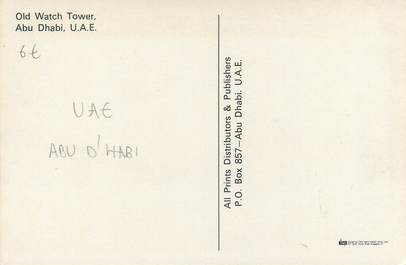 Old Watch Tower.
Abu Dhabi, U.A.E.
6€
UAE
ABU D'HABI
All Prints Distributors & Publishers
P.O. Box 857—Abu Dhabi. U.A.E.